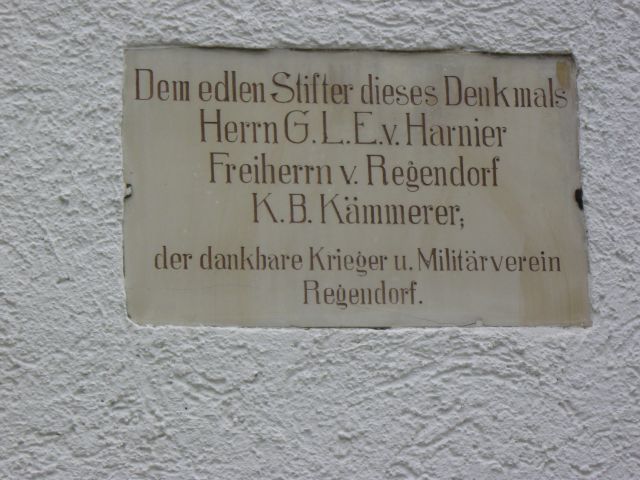 Dem edlen Stifter dieses Denkmals
Herrn G. L. E. v. Harnier
Freiherrn v. Regendorf
K. B. Kämmerer;
der dankbare Krieger u. Militärverein
Regendorf.